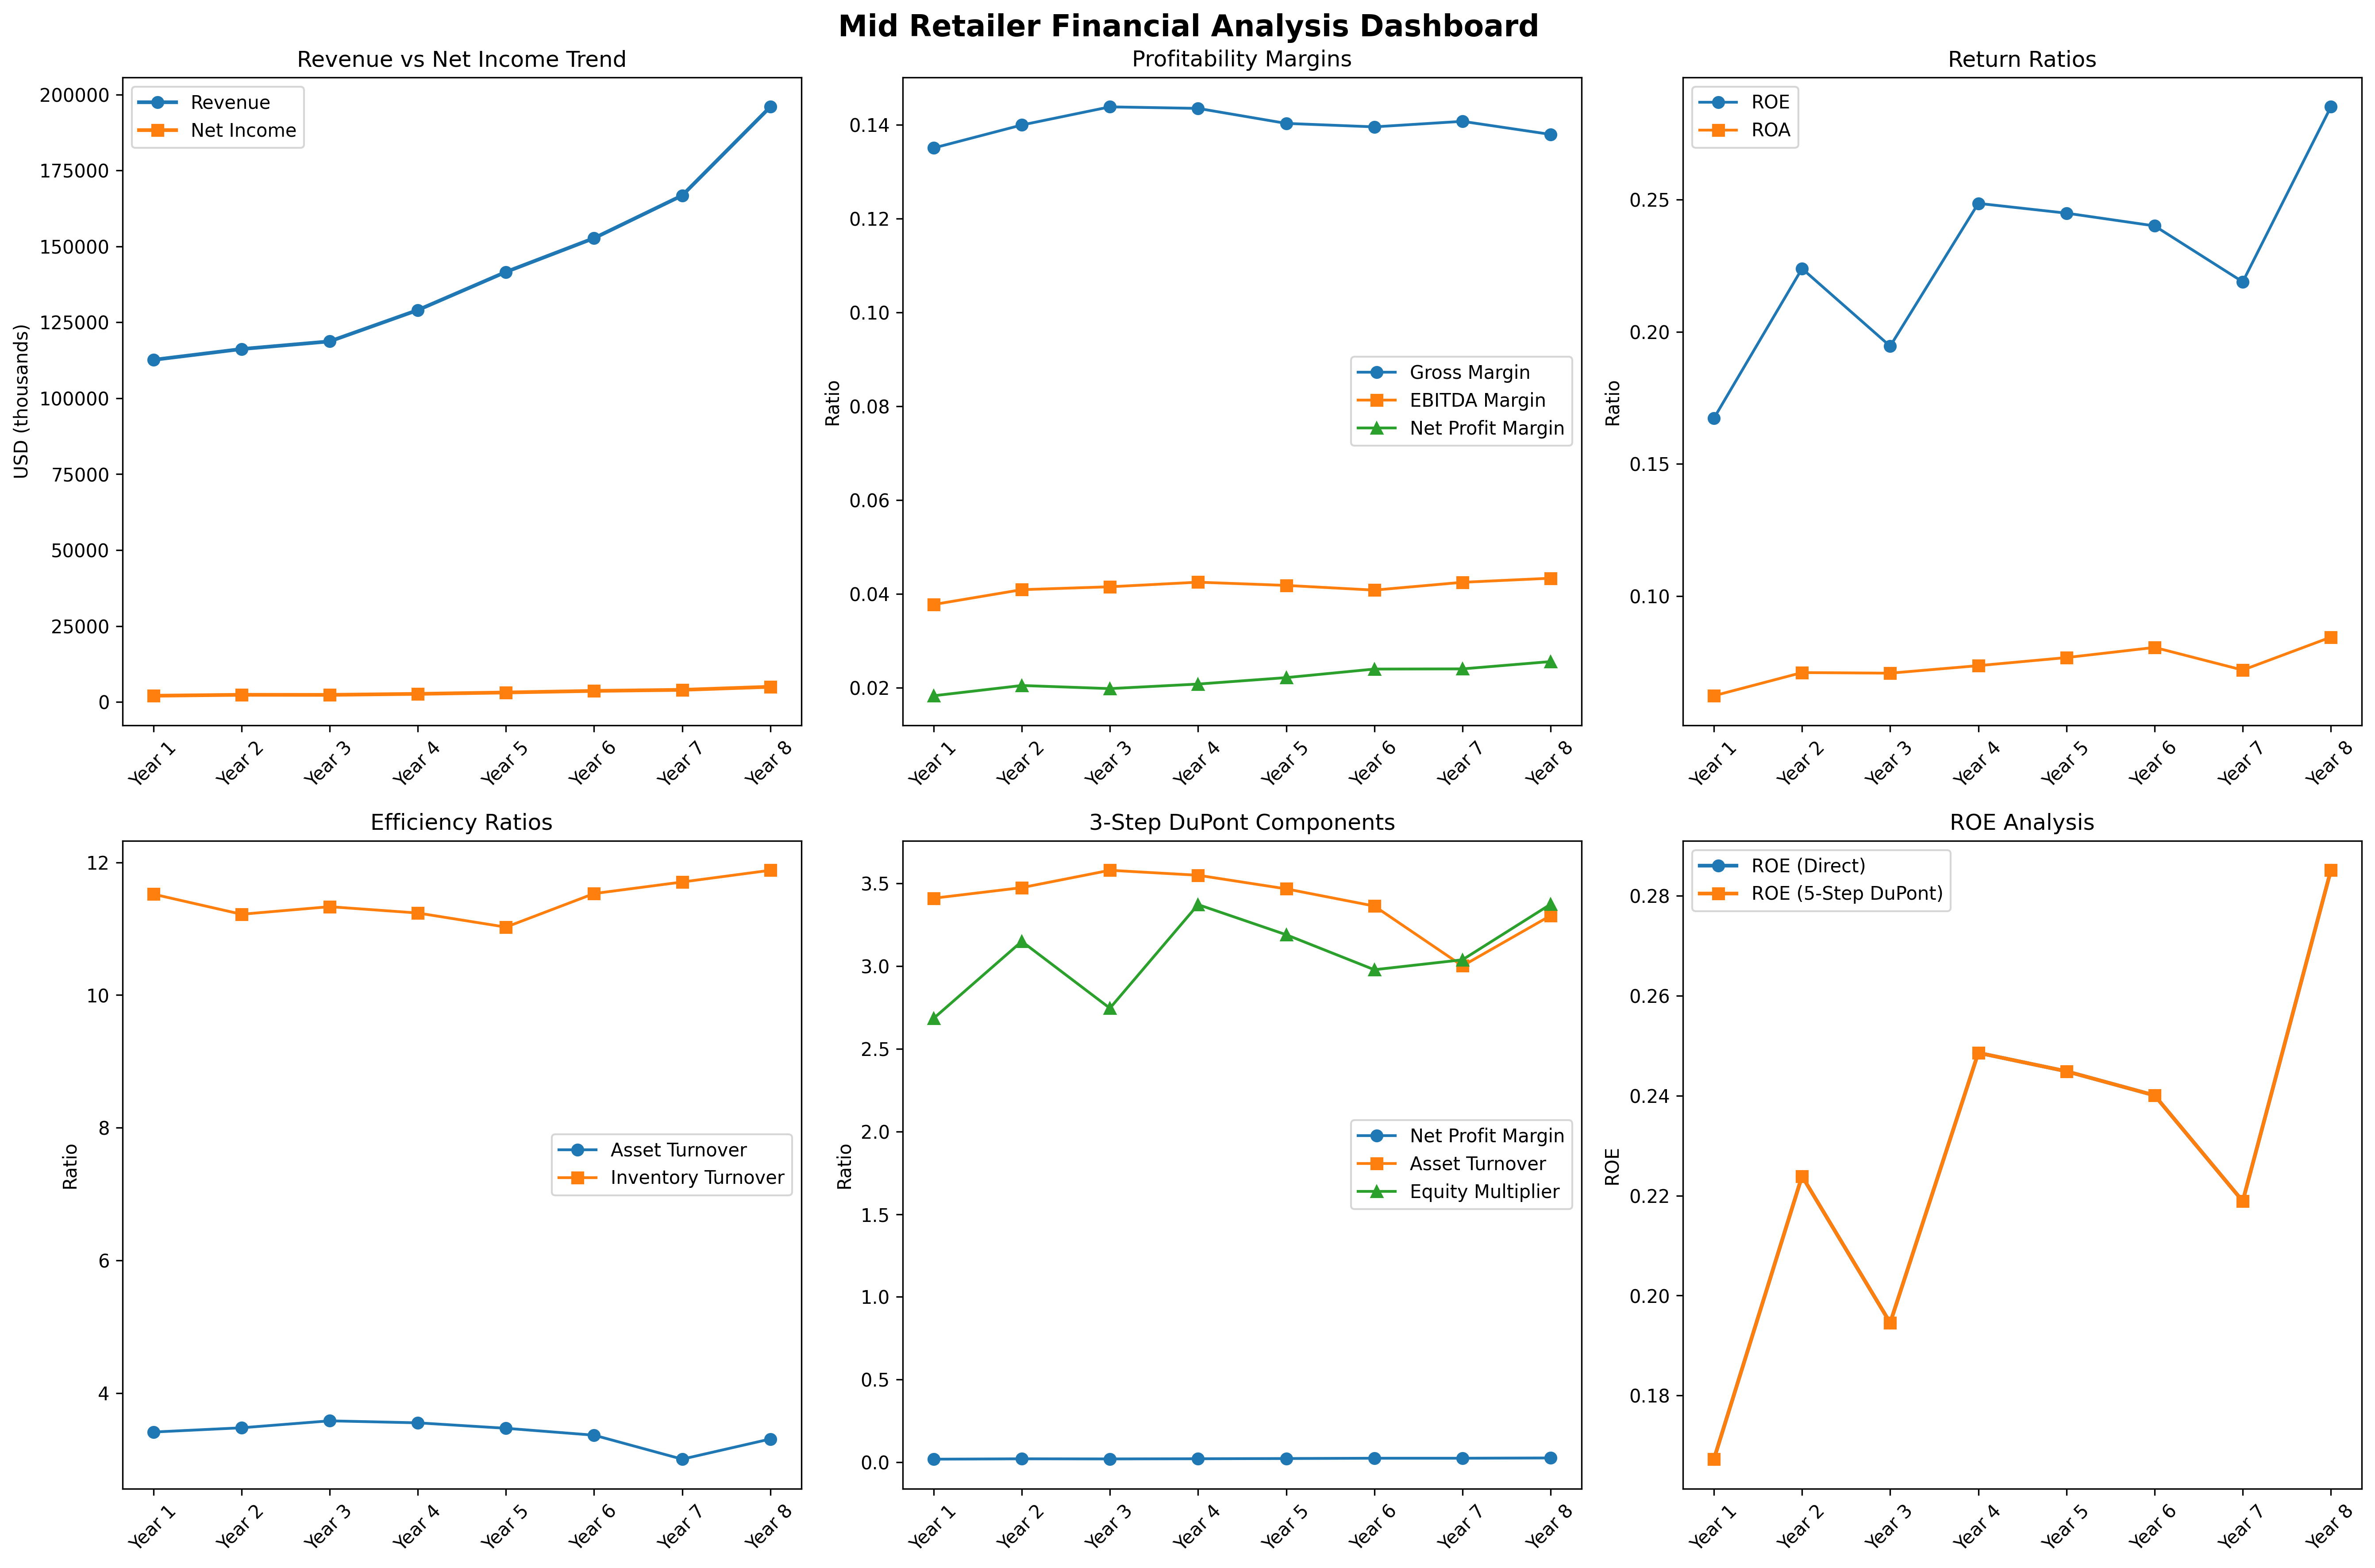 Mid Retailer Financial Analysis Dashboard
Revenue vs Net Income Trend
USD (thousands)
200000
175000
150000
125000
100000
75000
50000
25000
0
Revenue
Net Income
Year 1
Year 2
Year 3
Year 4
Year 5
Year 6
Year 7
Year 8
Profitability Margins
Ratio
0.14
0.12
0.10
0.08
0.06
0.04
0.02
Gross Margin
EBITDA Margin
Net Profit Margin
Year 1
Year 2
Year 3
Year 4
Year 5
Year 6
Year 7
Year 8
Return Ratios
Ratio
0.25
0.20
0.15
0.10
ROE
ROA
Year 1
Year 2
Year 3
Year 4
Year 5
Year 6
Year 7
Year 8
Efficiency Ratios
Ratio
12
10
8
6
4
Asset Turnover
Inventory Turnover
Year 1
Year 2
Year 3
Year 4
Year 5
Year 6
Year 7
Year 8
3-Step DuPont Components
Ratio
3.5
3.0
2.5
2.0
1.5
1.0
0.5
0.0
Net Profit Margin
Asset Turnover
Equity Multiplier
Year 1
Year 2
Year 3
Year 4
Year 5
Year 6
Year 7
Year 8
ROE Analysis
ROE
0.28
0.26
0.24
0.22
0.20
0.18
ROE (Direct)
ROE (5-Step DuPont)
Year 1
Year 2
Year 3
Year 4
Year 5
Year 6
Year 7
Year 8